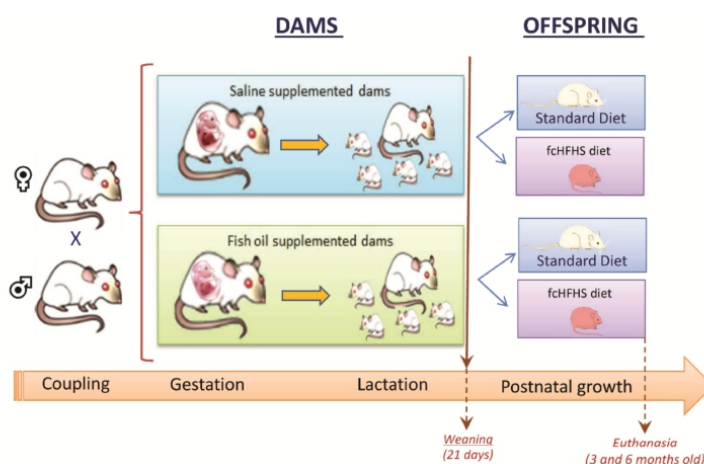 DAMS
OFFSPRING
Saline supplemented dams
Standard Diet
fcHFHS diet
♀
X
♂
Fish oil supplemented dams
Standard Diet
fcHFHS diet
Coupling
Gestation
Lactation
Postnatal growth
Weaning
(21 days)
Euthanasia
(3 and 6 months old)